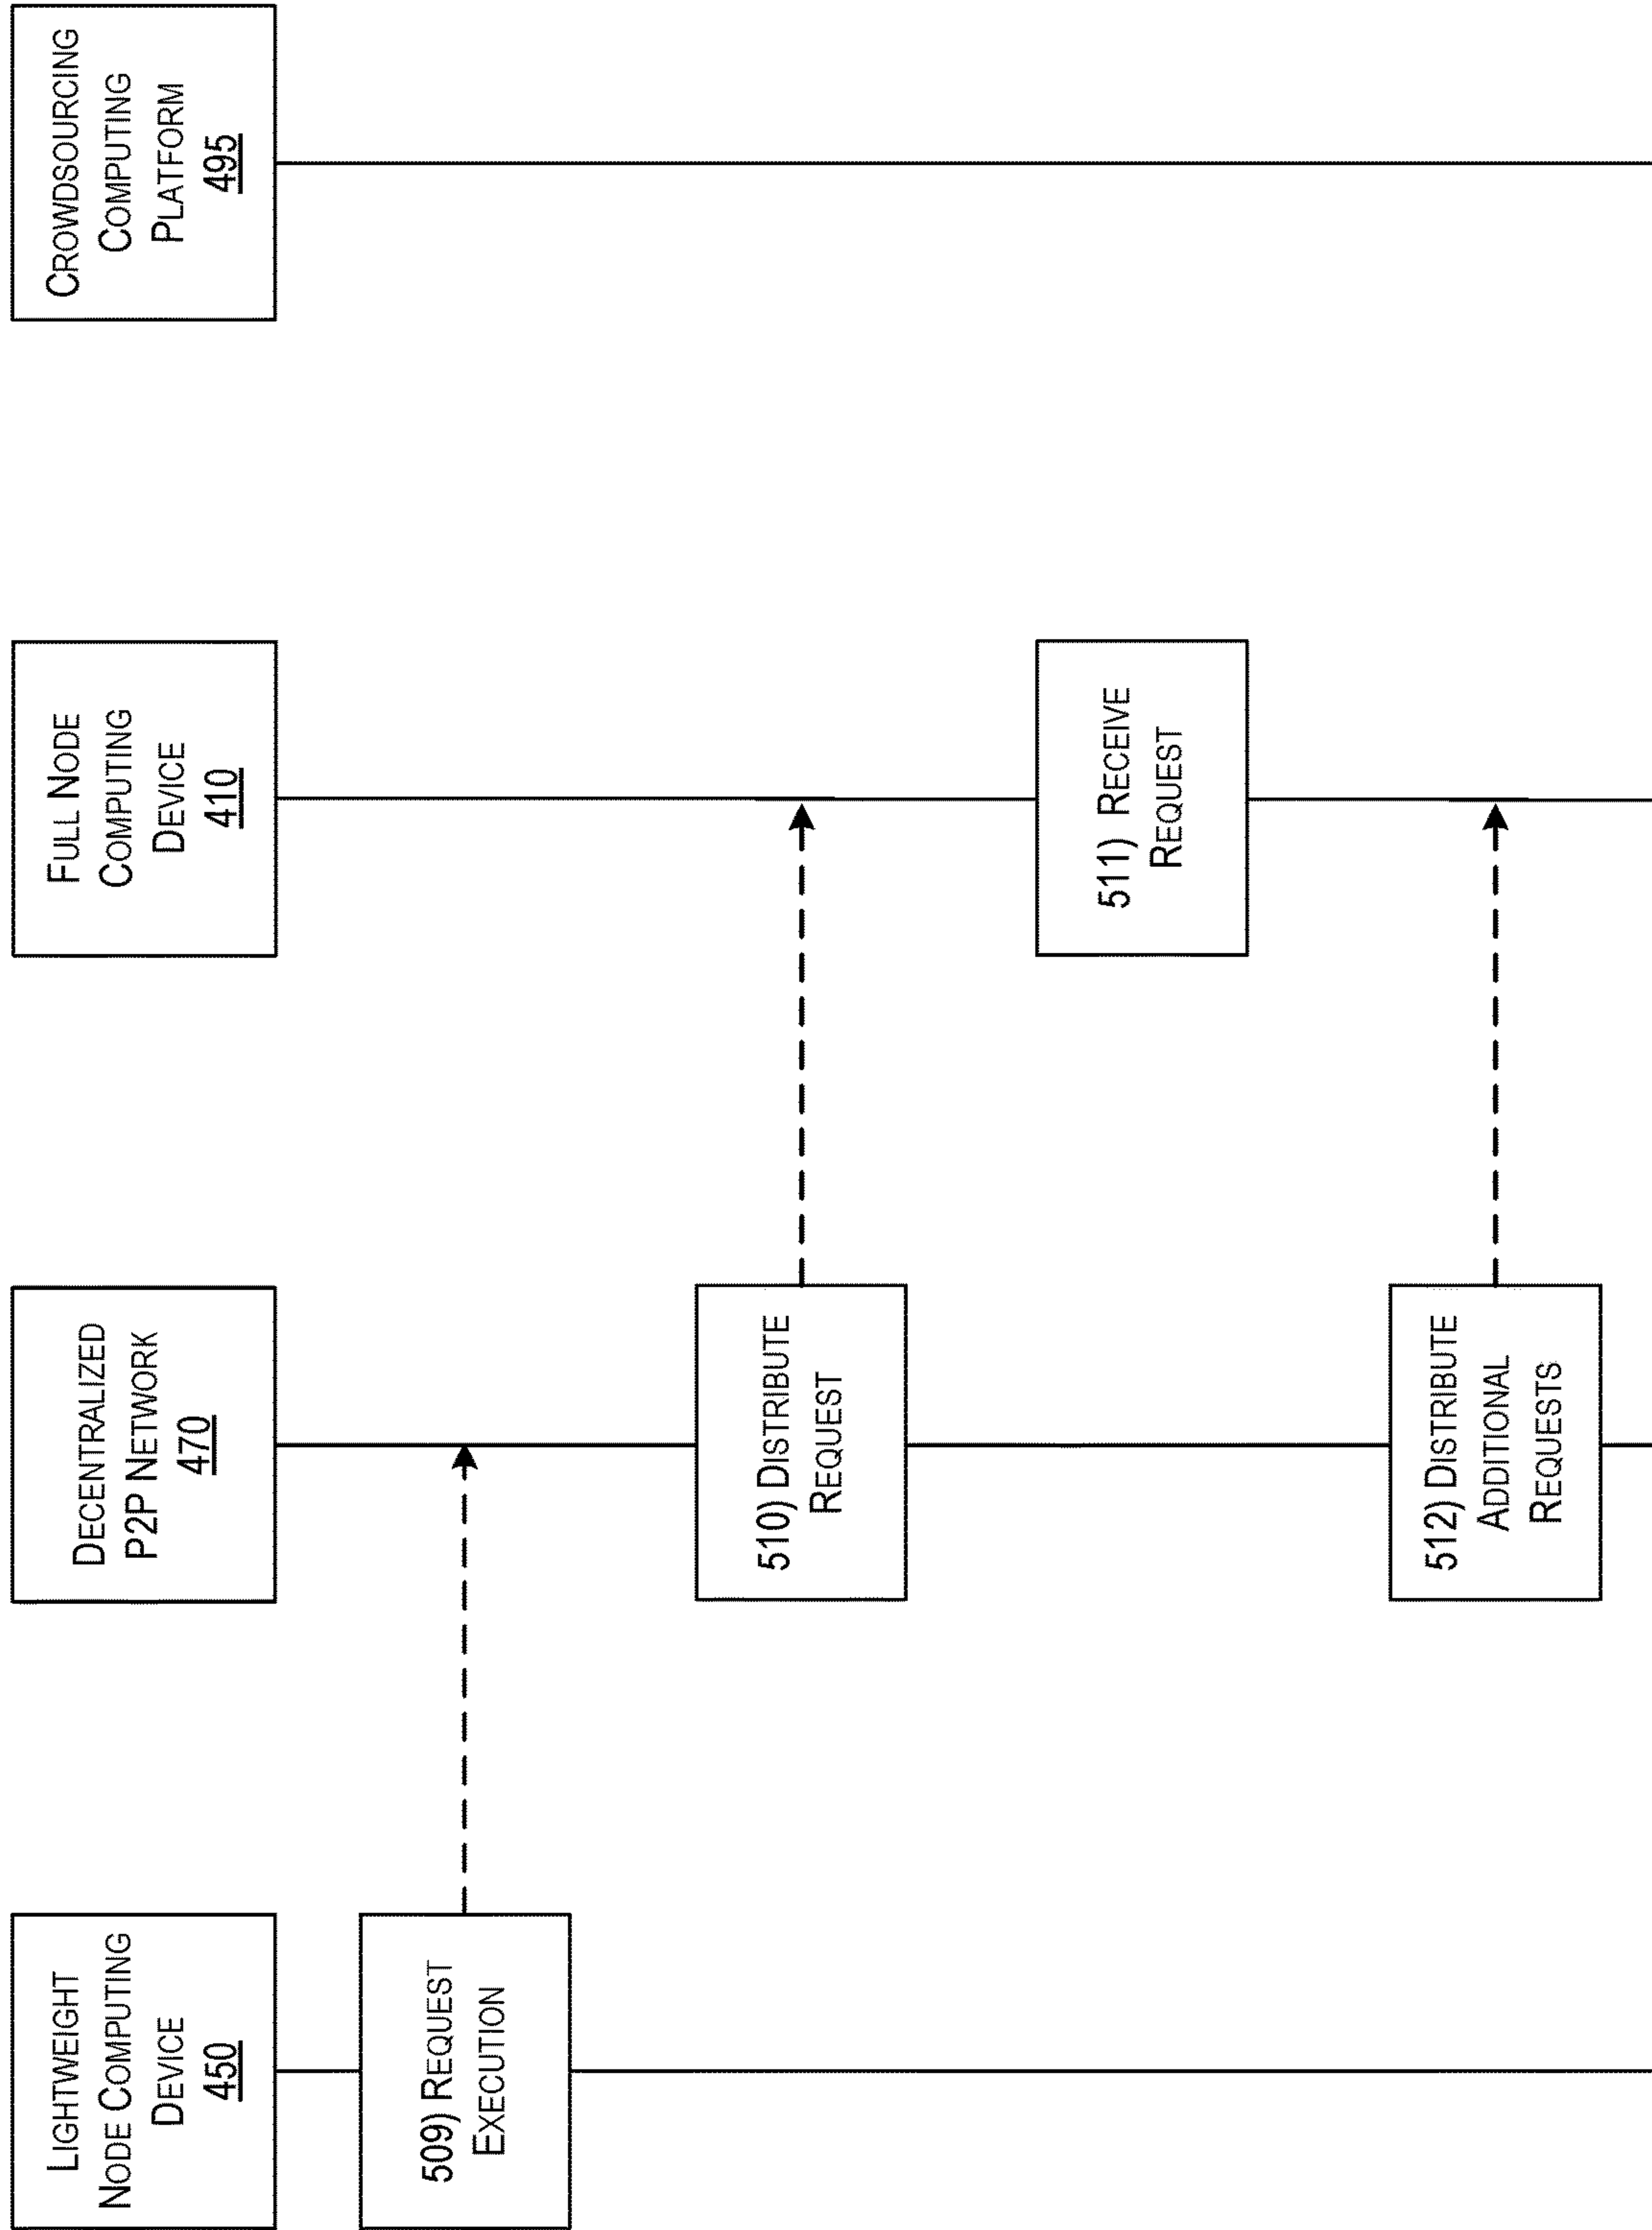 LIGHTWEIGHT
NODE COMPUTING
DEVICE
450
DECENTRALIZED
P2P NETWORK
470
FULL NODE
COMPUTING
DEVICE
410
CROWDSOURCING
COMPUTING
PLATFORM
495
509) REQUEST
EXECUTION
510) DISTRIBUTE
REQUEST
511) RECEIVE
REQUEST
512) DISTRIBUTE
ADDITIONAL
REQUESTS